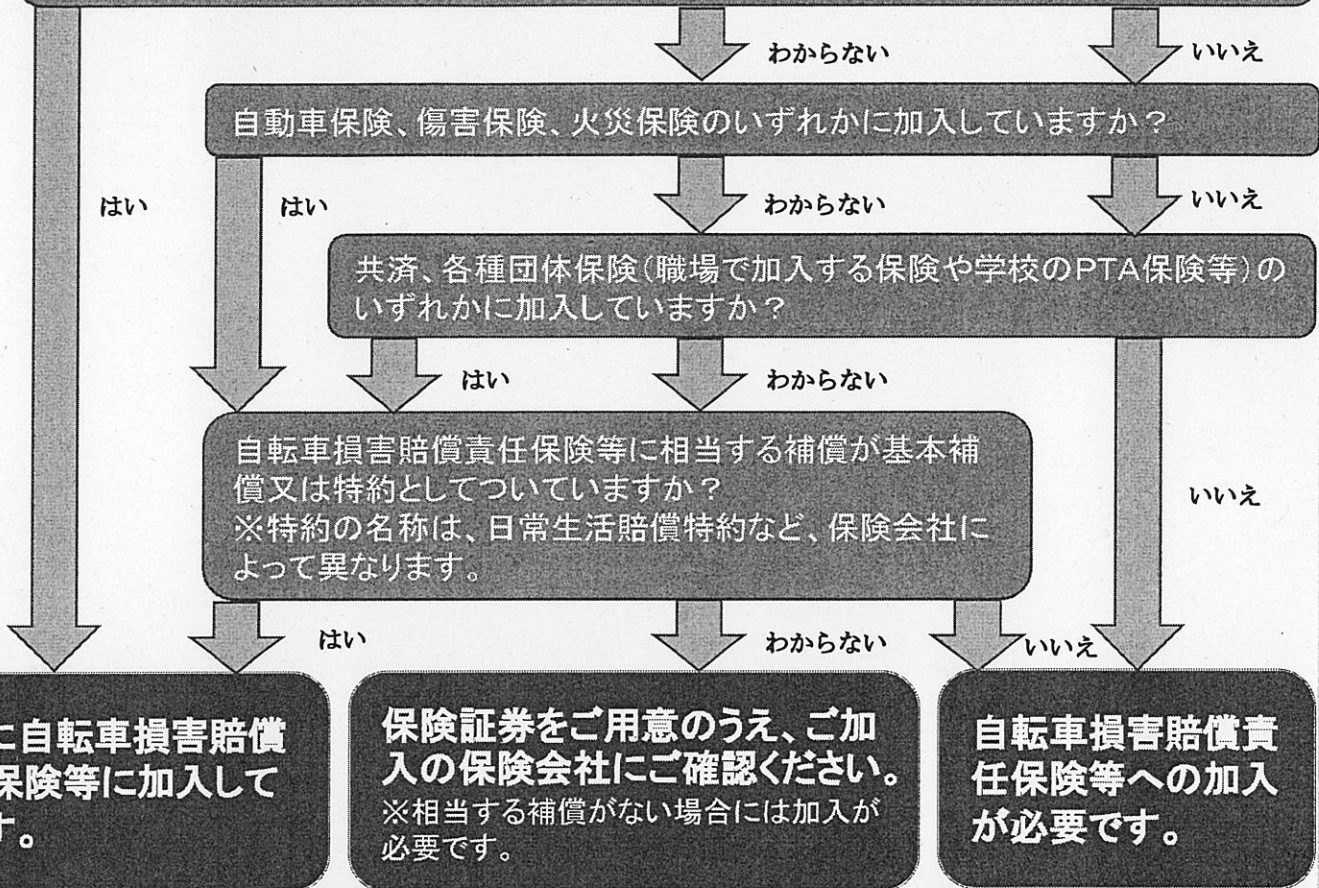 わからない
いいえ
自動車保険、傷害保険、火災保険のいずれかに加入していますか？
はい
はい
わからない
いいえ
共済、各種団体保険（職場で加入する保険や学校のPTA保険等）の
いずれかに加入していますか？
はい
わからない
いいえ
自転車損害賠償責任保険等に相当する補償が基本補
償又は特約としてついていますか？
※特約の名称は、日常生活賠償特約など、保険会社に
よって異なります。
はい
わからない
いいえ
に自転車損害賠償
保険等に加入して
す。
保険証券をご用意のうえ、ご加
入の保険会社にご確認ください。
※相当する補償がない場合には加入が
必要です。
自転車損害賠償責
任保険等への加入
が必要です。